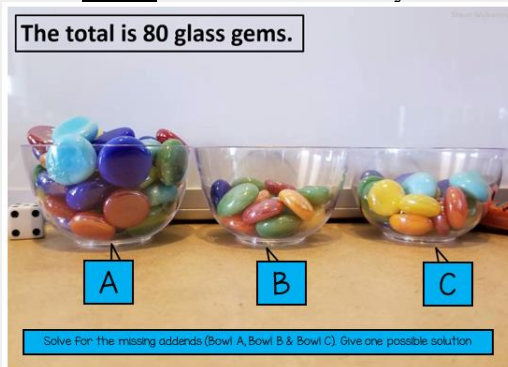 The total is 80 glass gems.
A
B
C
Solve for the missing addends (Bowl A, Bowl B & Bowl C). Give one possible solution